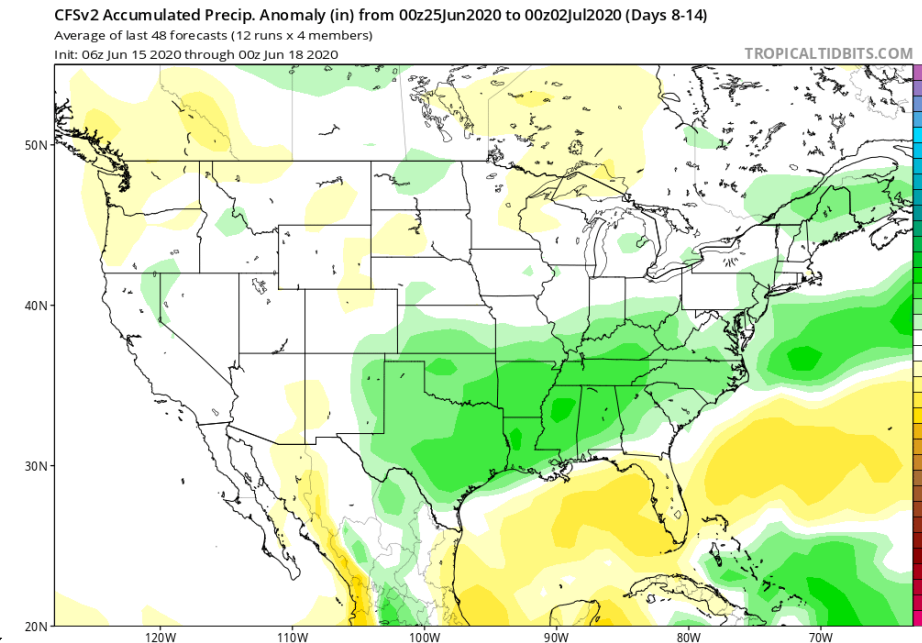 CFSv2 Accumulated Precip. Anomaly (in) from 00z25Jun2020 to 00z02Jul2020 (Days 8-14)
Average of last 48 forecasts (12 runs x 4 members)
Init: 06z Jun 15 2020 through 00z Jun 18 2020
TROPICALTIDBITS.COM
50N
40N
30N
20N
120W
110W
100W
90W
80W
70W